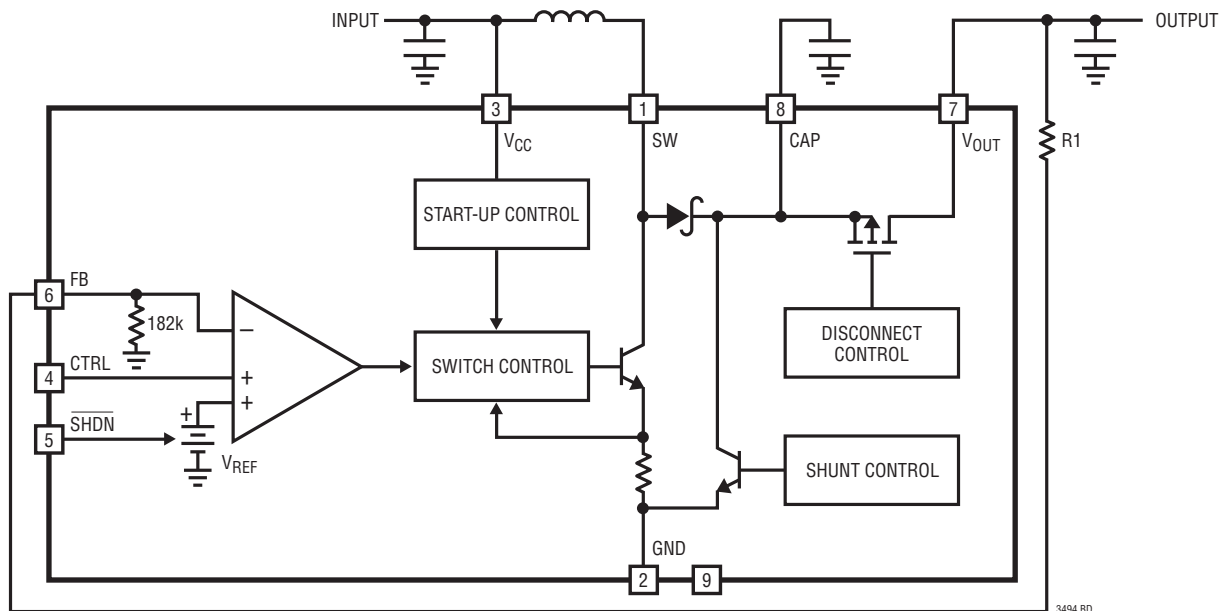 INPUT
OUTPUT
3
1
8
7
VCC
SW
CAP
VOUT
R1
START-UP CONTROL
6
FB
182k
−
4
CTRL
+
+
5
SHDN
+
VREF
SWITCH CONTROL
DISCONNECT
CONTROL
SHUNT CONTROL
GND
2
9
3494 BD